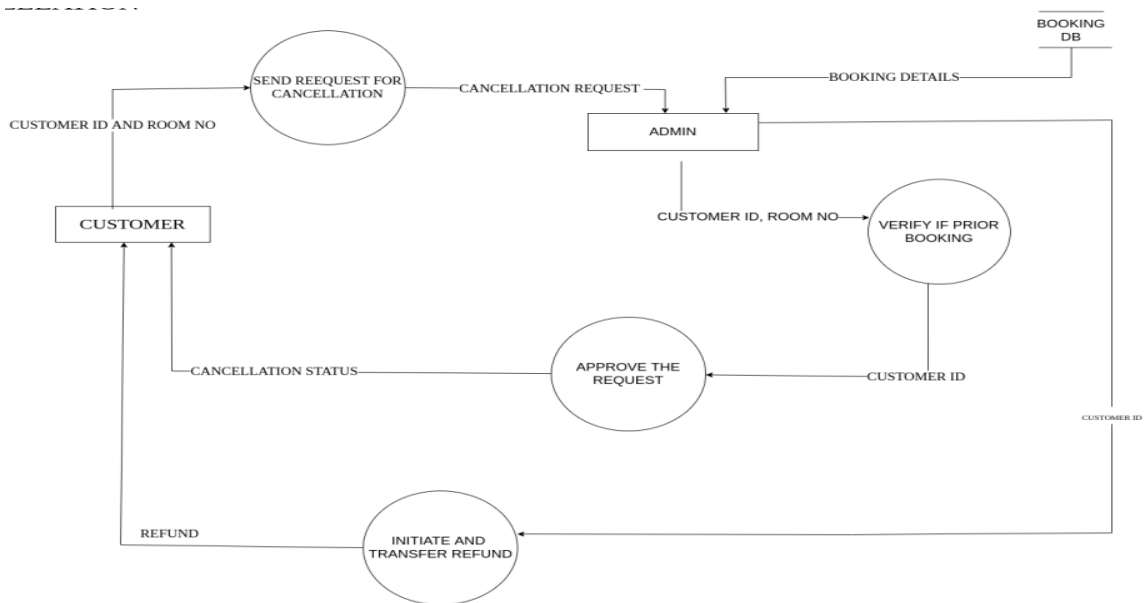 BOOKING
DB
SEND REEQUEST FOR
CANCELLATION
CANCELLATION REQUEST
BOOKING DETAILS
CUSTOMER ID AND ROOM NO
ADMIN
CUSTOMER
CUSTOMER ID, ROOM NO
VERIFY IF PRIOR
BOOKING
CANCELLATION STATUS
APPROVE THE
REQUEST
CUSTOMER ID
CUSTOMER ID
REFUND
INITIATE AND
TRANSFER REFUND